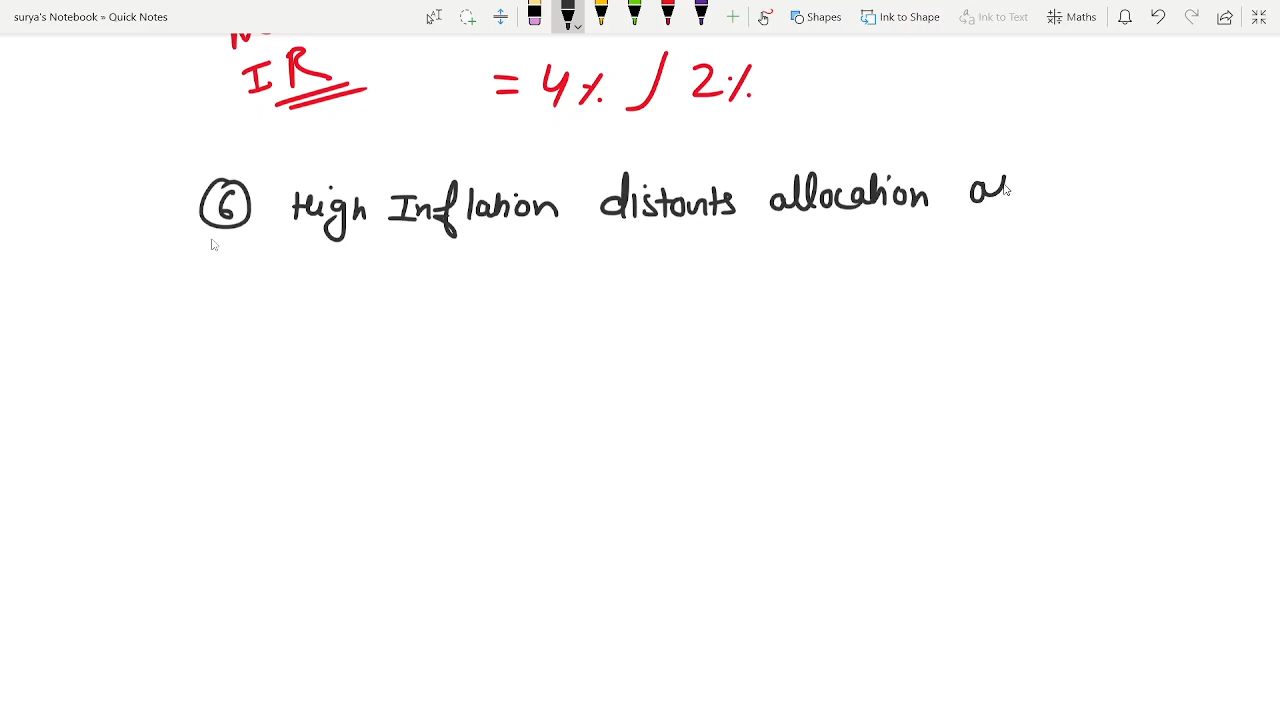 surya's Notebook » Quick Notes
Shapes
Ink to Shape
Ink to Text
Maths
IR = 4% / 2%
6 High Inflation distorts allocation